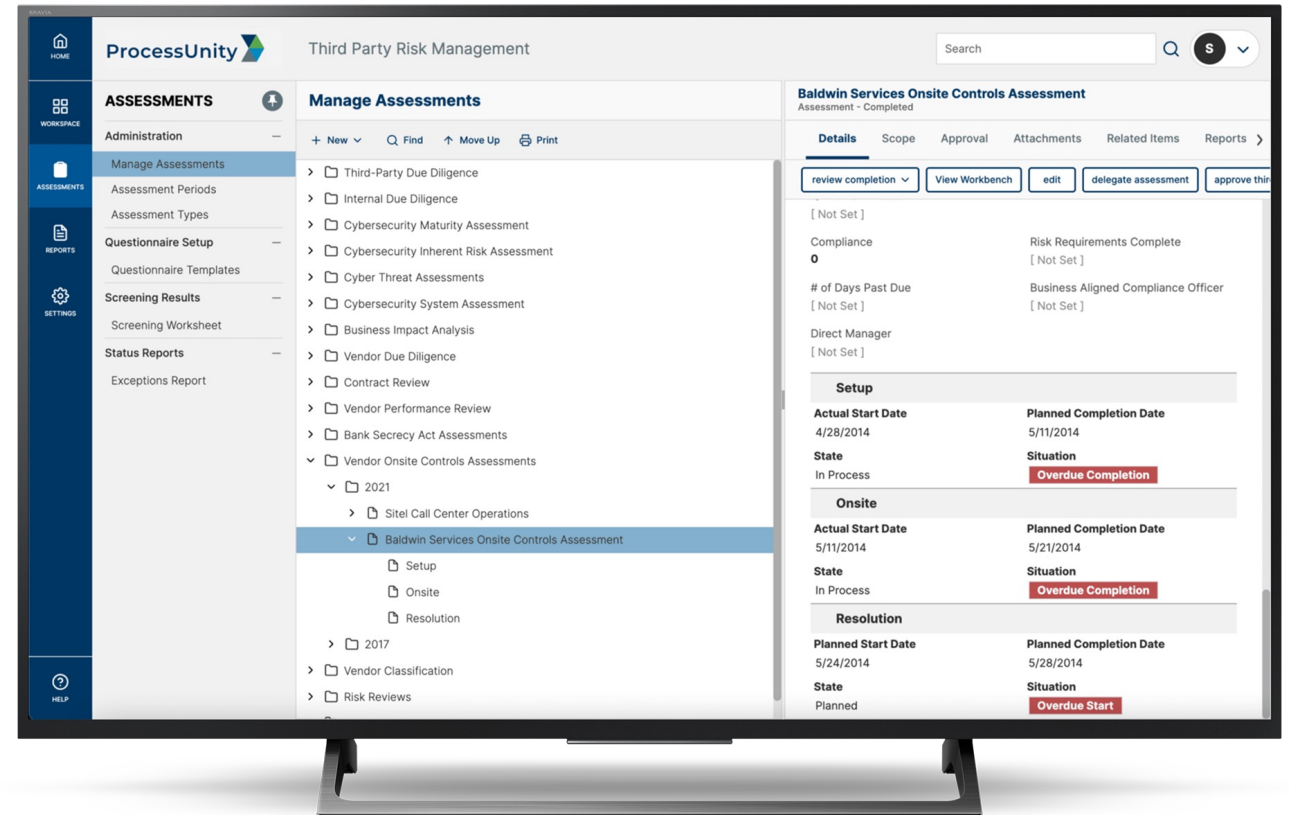 BRAVIA
HOME
ProcessUnity
Third Party Risk Management
Search
S
WORKSPACE
ASSESSMENTS
REPORTS
SETTINGS
HELP
ASSESSMENTS
Administration
Manage Assessments
Assessment Periods
Assessment Types
Questionnaire Setup
Questionnaire Templates
Screening Results
Screening Worksheet
Status Reports
Exceptions Report
Manage Assessments
New Find Move Up Print
Third-Party Due Diligence
Internal Due Diligence
Cybersecurity Maturity Assessment
Cybersecurity Inherent Risk Assessment
Cyber Threat Assessments
Cybersecurity System Assessment
Business Impact Analysis
Vendor Due Diligence
Contract Review
Vendor Performance Review
Bank Secrecy Act Assessments
Vendor Onsite Controls Assessments
2021
Sitel Call Center Operations
Baldwin Services Onsite Controls Assessment
Setup
Onsite
Resolution
2017
Vendor Classification
Risk Reviews
Baldwin Services Onsite Controls Assessment
Assessment - Completed
Details Scope Approval Attachments Related Items Reports
review completion View Workbench edit delegate assessment approve thir
[ Not Set ]
Compliance Risk Requirements Complete
0 [ Not Set ]
# of Days Past Due Business Aligned Compliance Officer
[ Not Set ] [ Not Set ]
Direct Manager
[ Not Set ]
Setup
Actual Start Date Planned Completion Date
4/28/2014 5/11/2014
State Situation
In Process Overdue Completion
Onsite
Actual Start Date Planned Completion Date
5/11/2014 5/21/2014
State Situation
In Process Overdue Completion
Resolution
Planned Start Date Planned Completion Date
5/24/2014 5/28/2014
State Situation
Planned Overdue Start